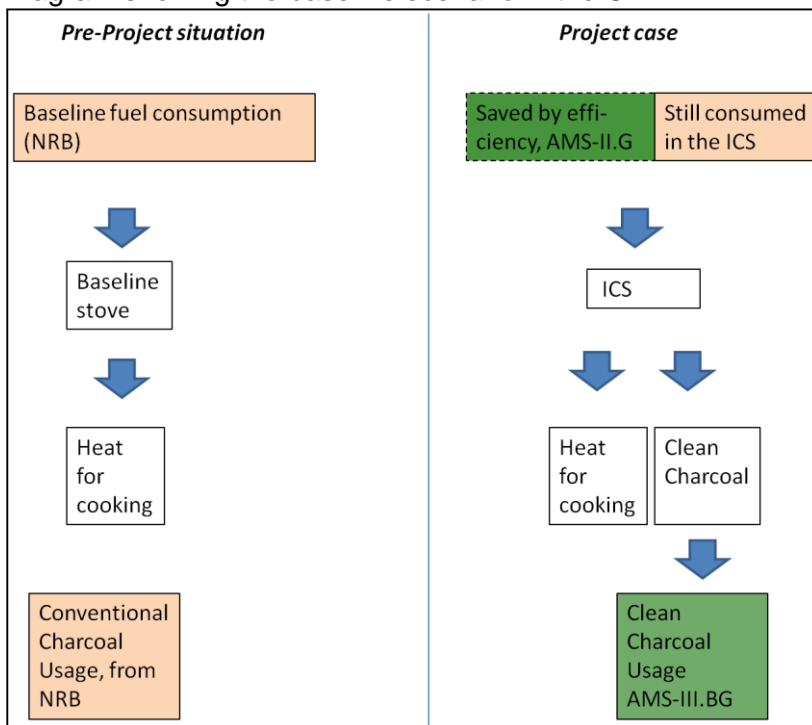 Pre-Project situation
Baseline fuel consumption
(NRB)
Baseline
stove
Heat
for
cooking
Conventional
Charcoal
Usage, from
NRB
Project case
Saved by effi-
ciency, AMS-II.G
Still consumed
in the ICS
ICS
Heat
for
cooking
Clean
Charcoal
Clean
Charcoal
Usage
AMS-III.BG